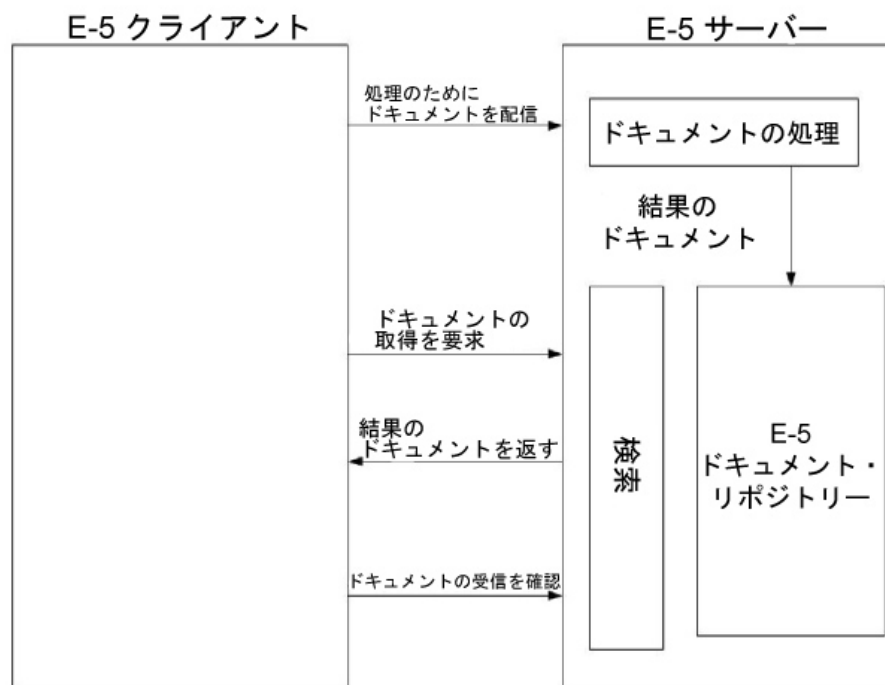 E-5 クライアント
E-5 サーバー
処理のために
ドキュメントを配信
ドキュメントの処理
結果の
ドキュメント
ドキュメントの
取得を要求
結果の
ドキュメントを返す
検索
E-5
ドキュメント・
リポジトリー
ドキュメントの受信を確認